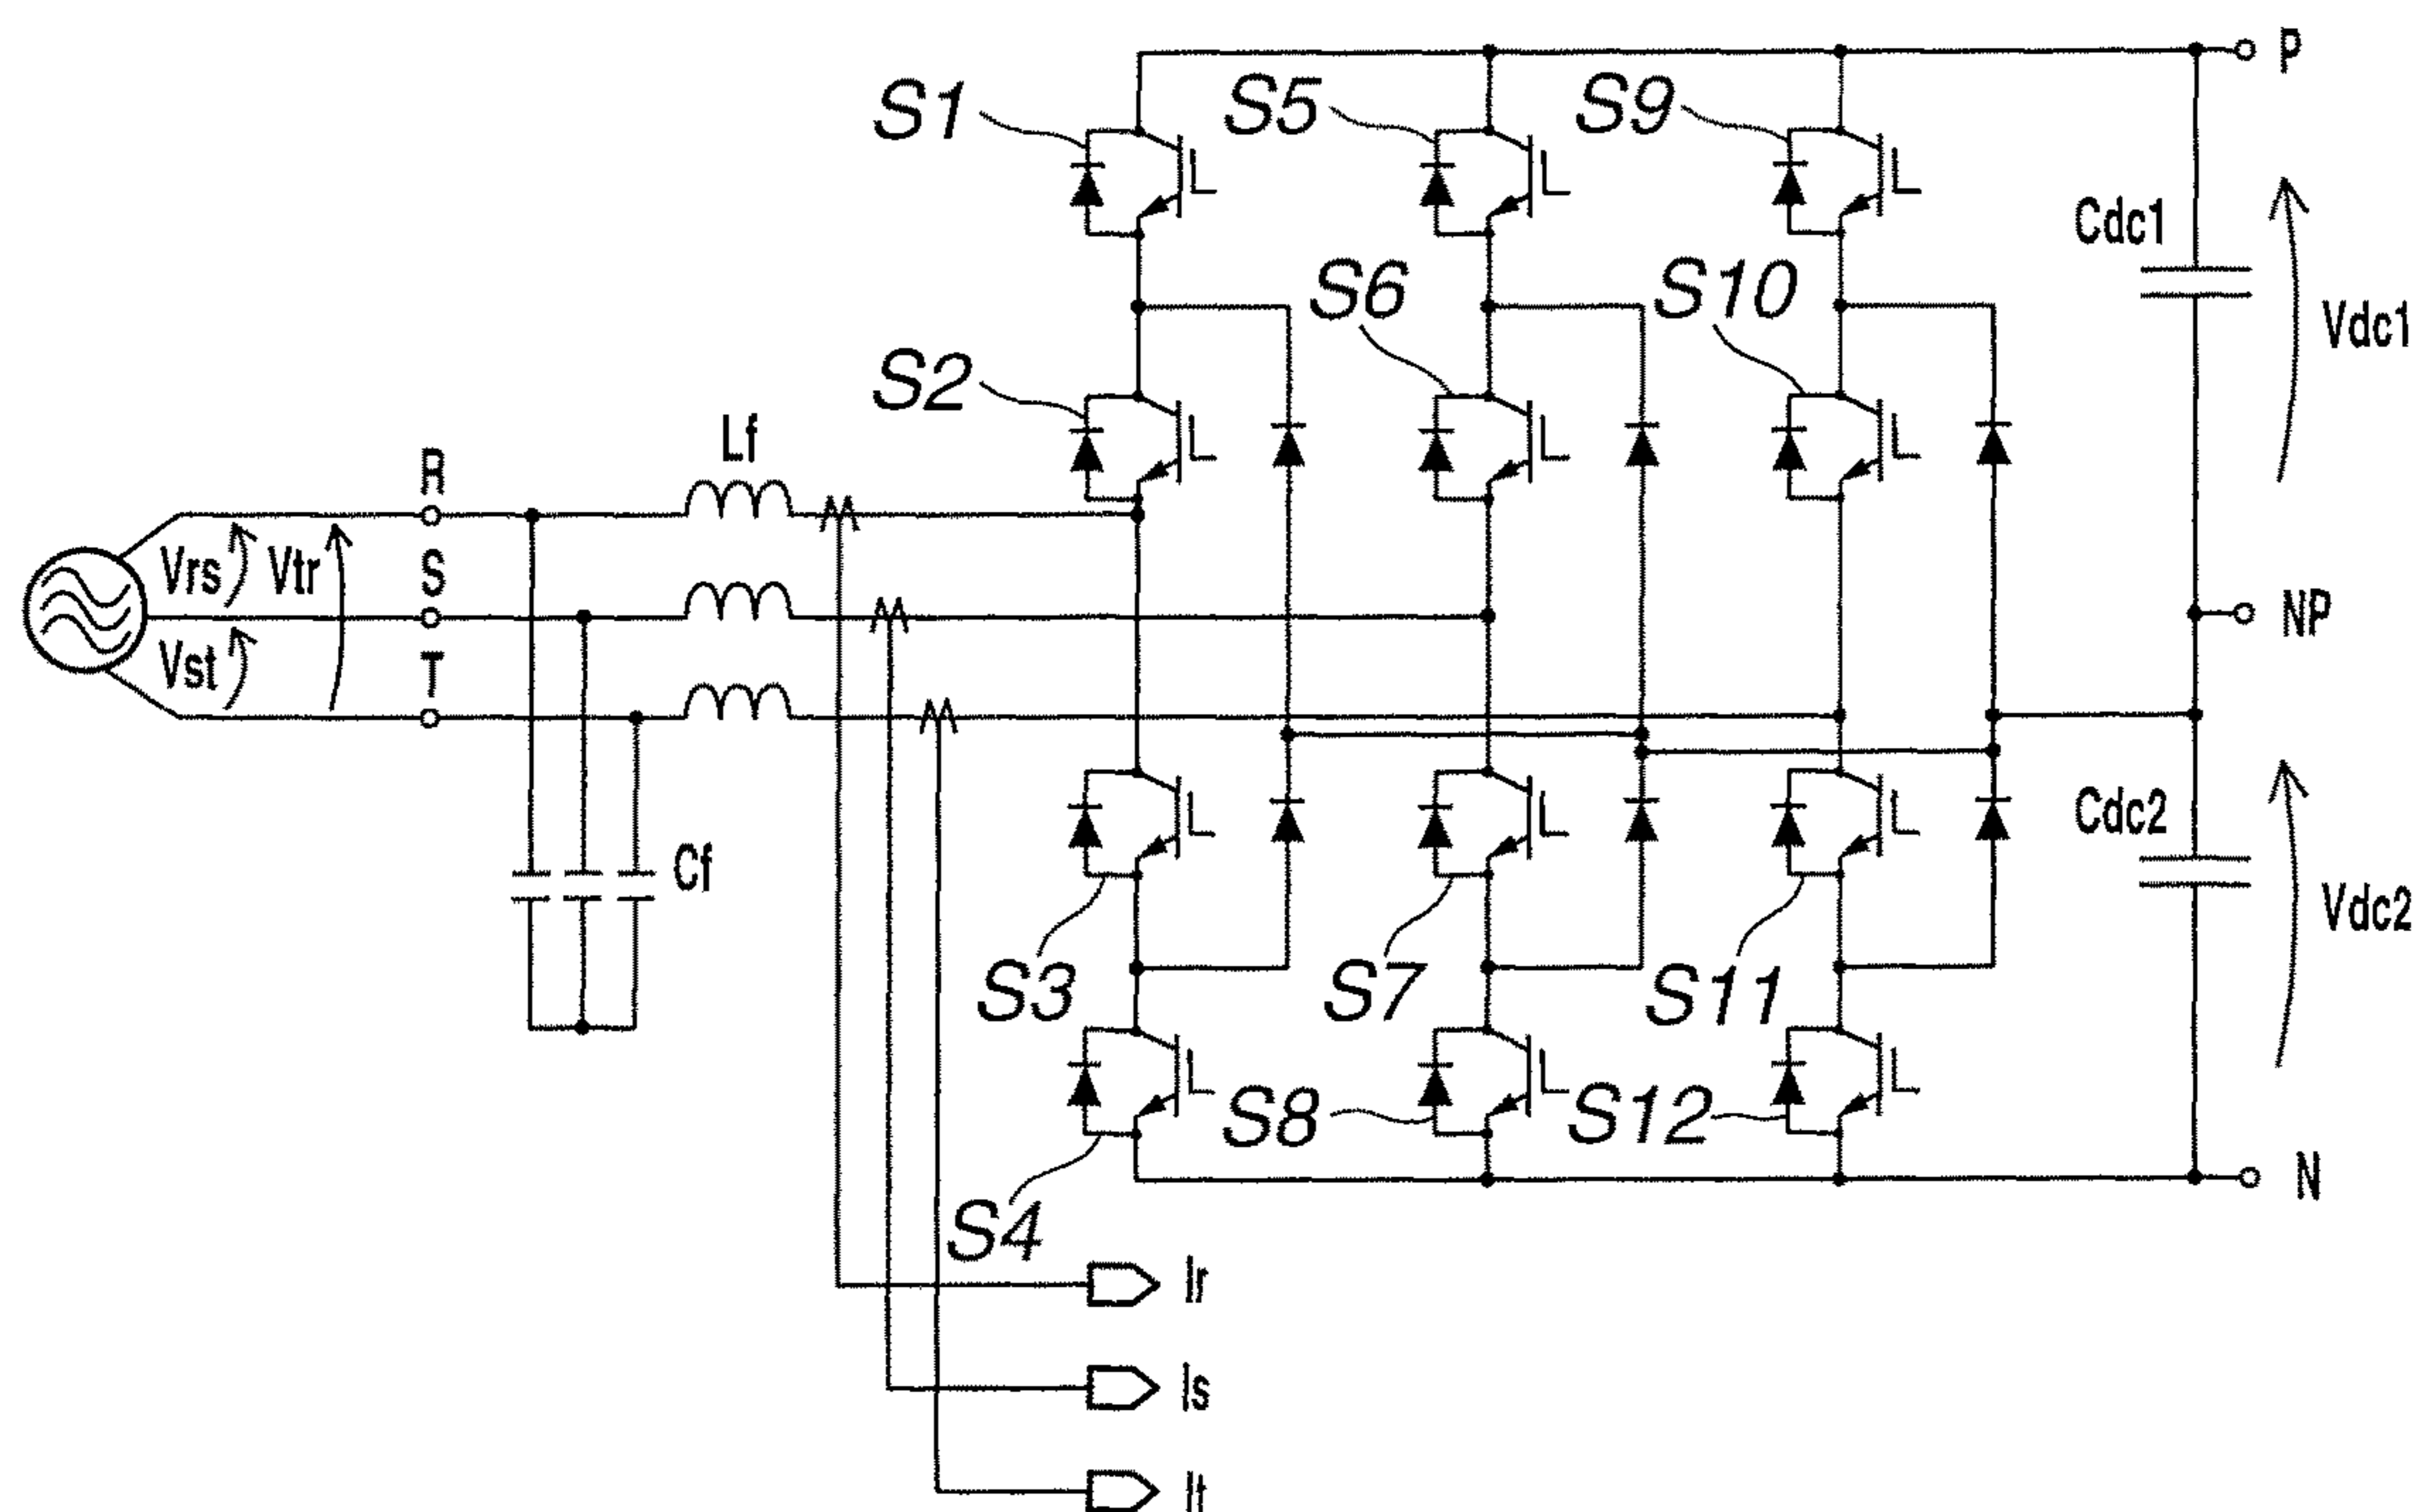 P
S1
S5
S9
Cdc1
Vdc1
S6
S10
S2
Lf
R
Vrs
Vtr
S
NP
Vst
T
Cdc2
Vdc2
Cf
S3
S7
S11
S8
S12
N
S4
Ir
Is
It